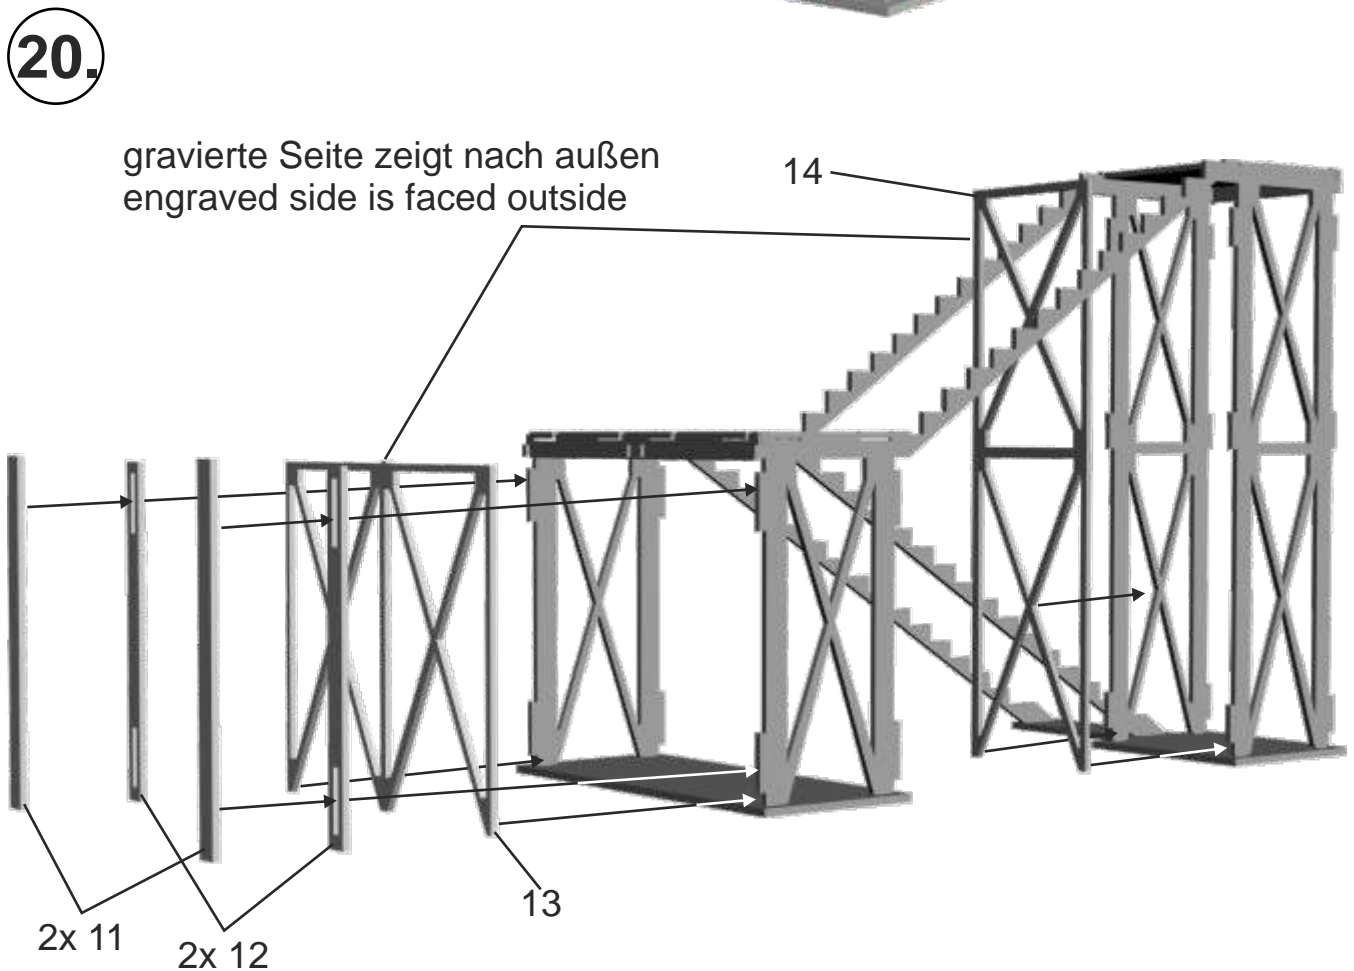 20.
gravierte Seite zeigt nach außen
engraved side is faced outside
14
13
2x 11
2x 12